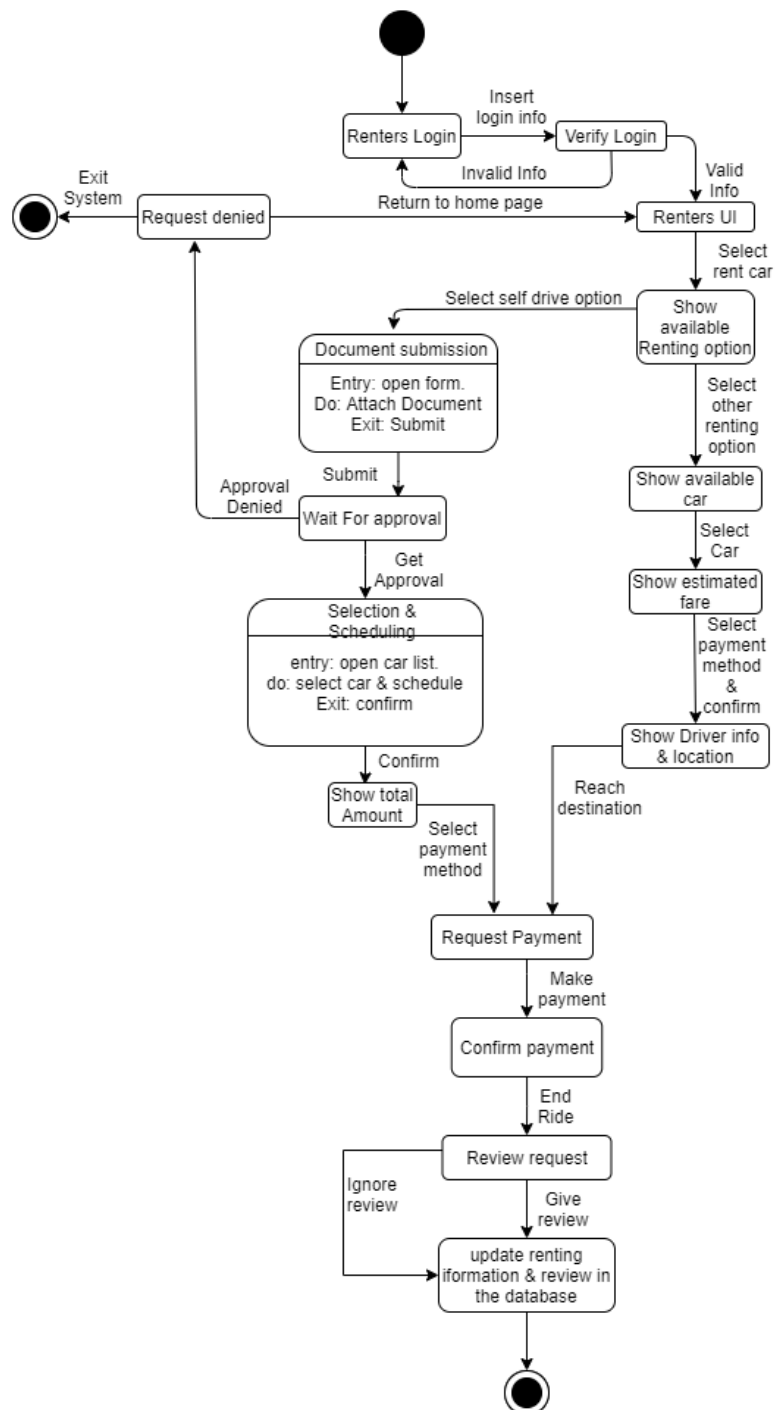 Insert
login info
Renters Login
Verify Login
Invalid Info
Valid
Info
Exit
System
Request denied
Return to home page
Renters UI
Select
rent car
Select self drive option
Show
available
Renting option
Document submission
Entry: open form.
Do: Attach Document
Exit: Submit
Select
other
renting
option
Submit
Approval
Denied
Wait For approval
Show available
car
Select
Car
Get
Approval
Show estimated
fare
Selection &
Scheduling
entry: open car list.
do: select car & schedule
Exit: confirm
Select
payment
method
&
confirm
Show Driver info
& location
Confirm
Show total
Amount
Reach
destination
Select
payment
method
Request Payment
Make
payment
Confirm payment
End
Ride
Review request
Ignore
review
Give
review
update renting
iformation & review in
the database